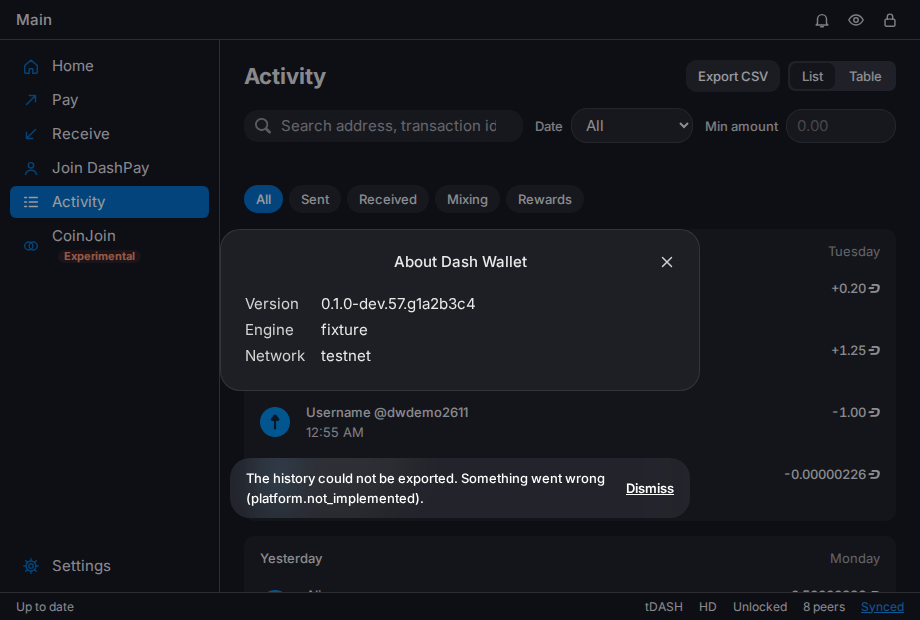 Main
Home
Pay
Receive
Join DashPay
Activity
CoinJoin
Experimental
Settings
Activity
Export CSV
List
Table
Search address, transaction id
Date
All
Min amount
0.00
All
Sent
Received
Mixing
Rewards
Tuesday
+0.20
+1.25
About Dash Wallet
Version 0.1.0-dev.57.g1a2b3c4
Engine fixture
Network testnet
Username @dwdemo2611
12:55 AM
-1.00
-0.00000226
The history could not be exported. Something went wrong
(platform.not_implemented).
Dismiss
Yesterday
Monday
Up to date
tDASH
HD
Unlocked
8 peers
Synced